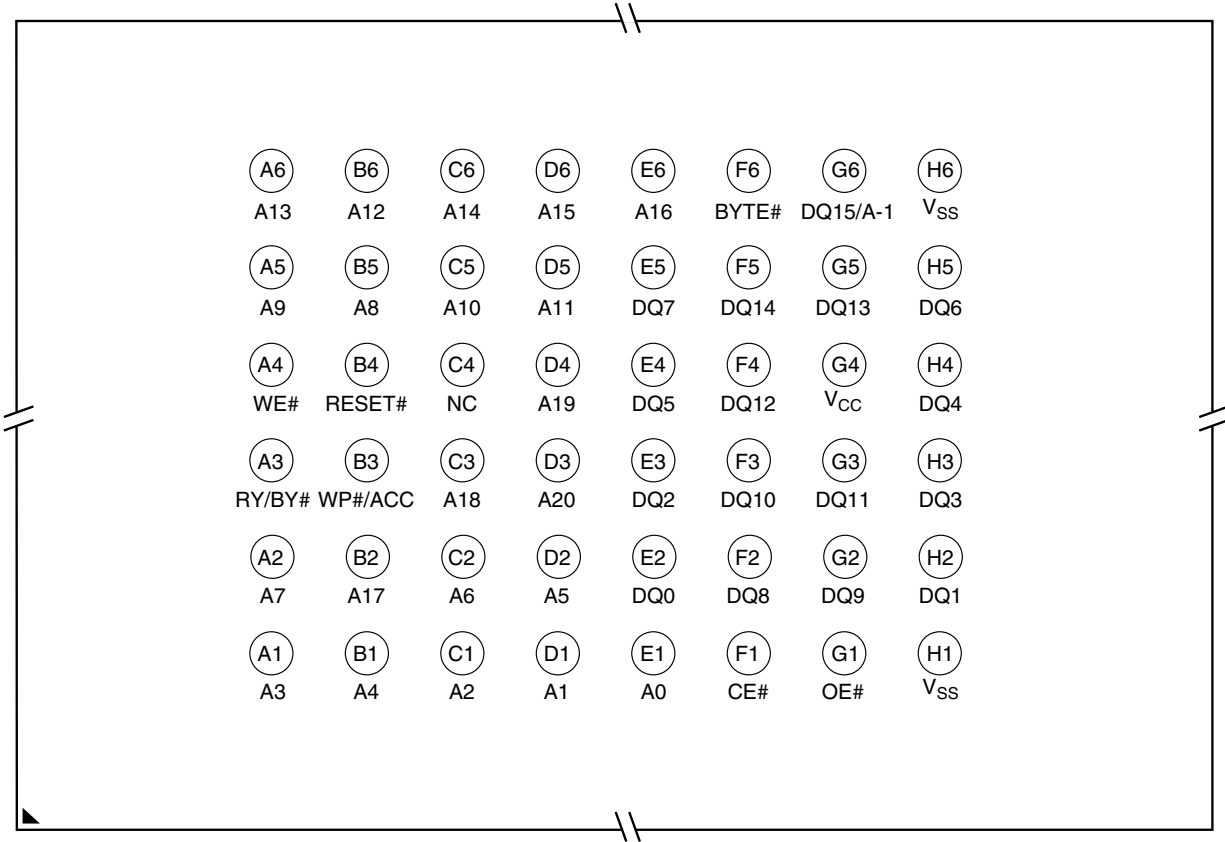 A6 B6 C6 D6 E6 F6 G6 H6
A13 A12 A14 A15 A16 BYTE# DQ15/A-1 VSS
A5 B5 C5 D5 E5 F5 G5 H5
A9 A8 A10 A11 DQ7 DQ14 DQ13 DQ6
A4 B4 C4 D4 E4 F4 G4 H4
WE# RESET# NC A19 DQ5 DQ12 VCC DQ4
A3 B3 C3 D3 E3 F3 G3 H3
RY/BY# WP#/ACC A18 A20 DQ2 DQ10 DQ11 DQ3
A2 B2 C2 D2 E2 F2 G2 H2
A7 A17 A6 A5 DQ0 DQ8 DQ9 DQ1
A1 B1 C1 D1 E1 F1 G1 H1
A3 A4 A2 A1 A0 CE# OE# VSS